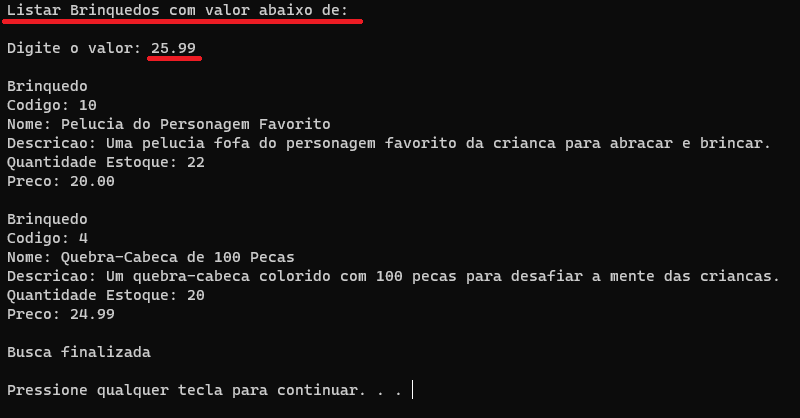 Listar Brinquedos com valor abaixo de:
Digite o valor: 25.99
Brinquedo
Codigo: 10
Nome: Pelucia do Personagem Favorito
Descricao: Uma pelucia fofa do personagem favorito da crianca para abracar e brincar.
Quantidade Estoque: 22
Preco: 20.00
Brinquedo
Codigo: 4
Nome: Quebra-Cabeca de 100 Pecas
Descricao: Um quebra-cabeca colorido com 100 pecas para desafiar a mente das criancas.
Quantidade Estoque: 20
Preco: 24.99
Busca finalizada
Pressione qualquer tecla para continuar. . .